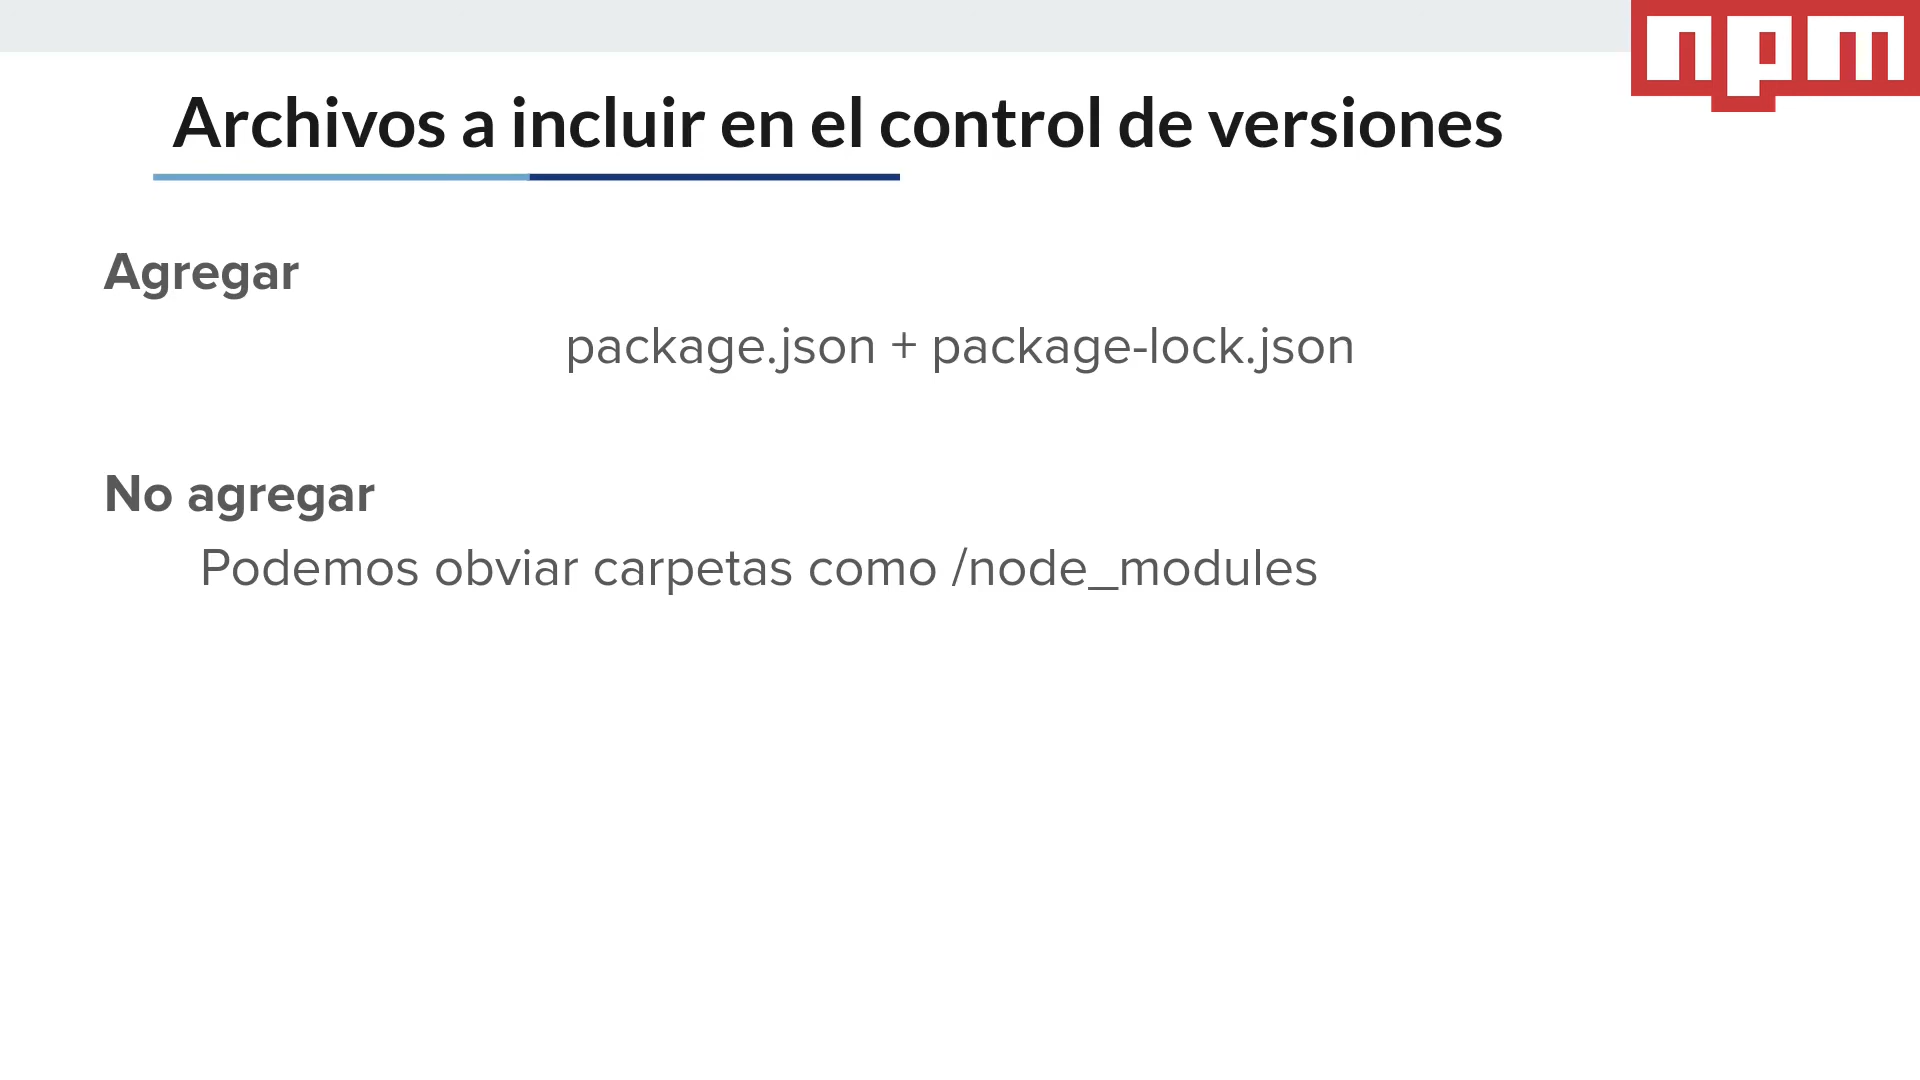 npm
Archivos a incluir en el control de versiones
Agregar
package.json + package-lock.json
No agregar
Podemos obviar carpetas como /node_modules